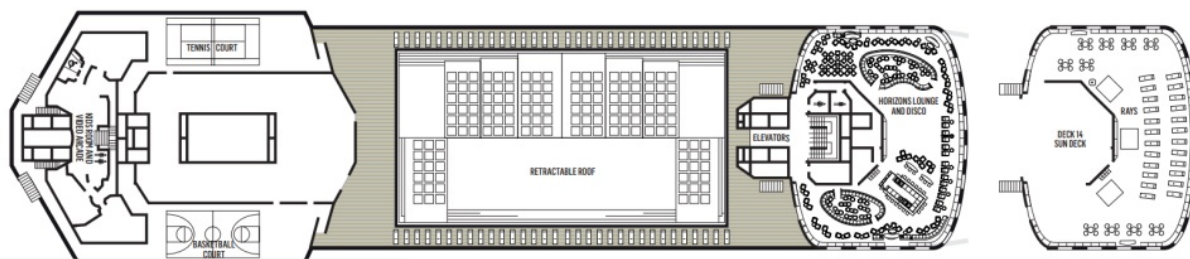 TENNIS COURT
KIDS ROOM AND
VIDEO ARCADE
BASKETBALL
COURT
RETRACTABLE ROOF
ELEVATORS
HORIZONS LOUNGE
AND DISCO
DECK 14
SUN DECK
RAYS